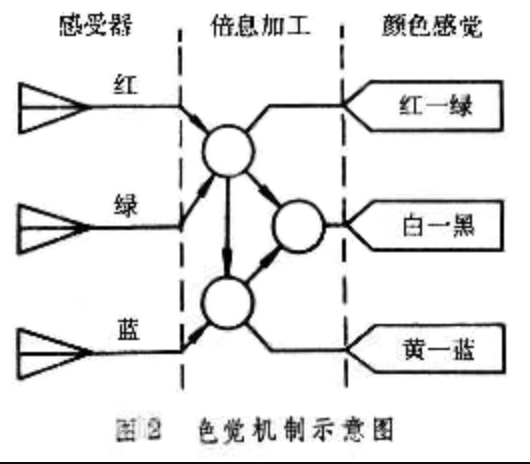 感受器 倍息加工 颜色感觉
红 红一绿
绿 白一黑
蓝 黄一蓝
图2 色觉机制示意图